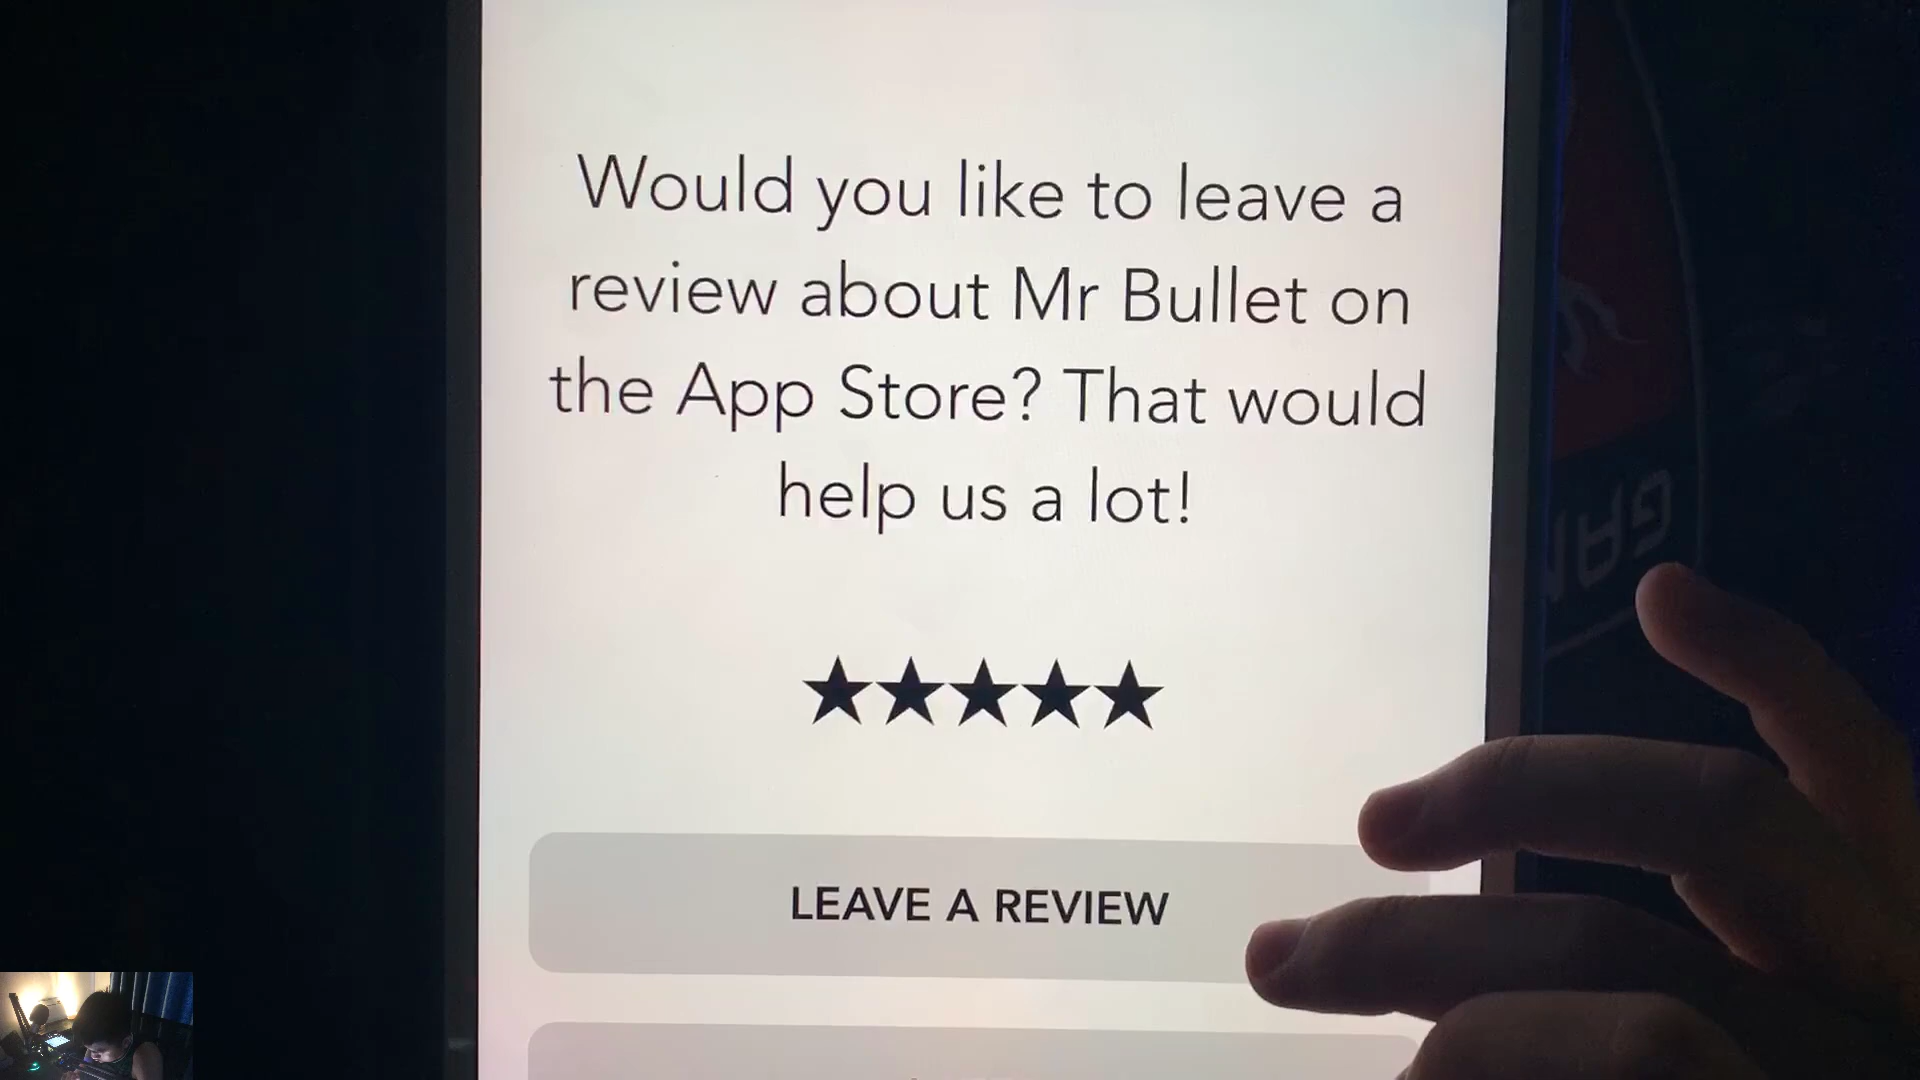 Would you like to leave a
review about Mr Bullet on
the App Store? That would
help us a lot!
★★★★★
LEAVE A REVIEW